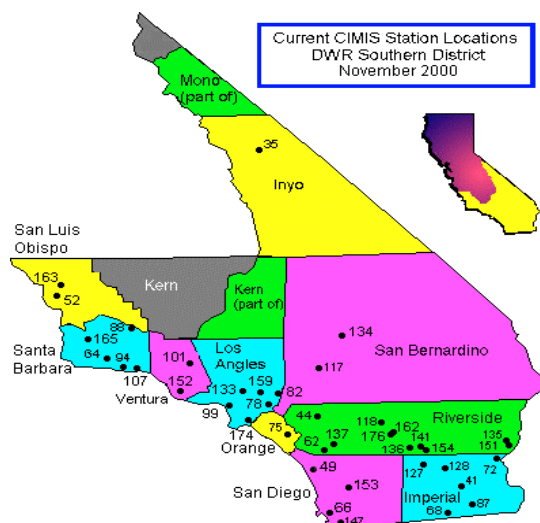 Current CIMIS Station Locations
DWR Southern District
November 2000
Mono
(part of)
35
Inyo
San Luis
Obispo
163
52
Kern
Kern
(part of)
88
165
64
94
Santa
Barbara
107
101
152
Ventura
Los
Angles
133
159
78
82
99
174
134
117
San Bernardino
44
118
162
176
Riverside
75
Orange
62
137
136
141
154
135
151
49
San Diego
153
66
147
127
128
72
41
Imperial
87
68